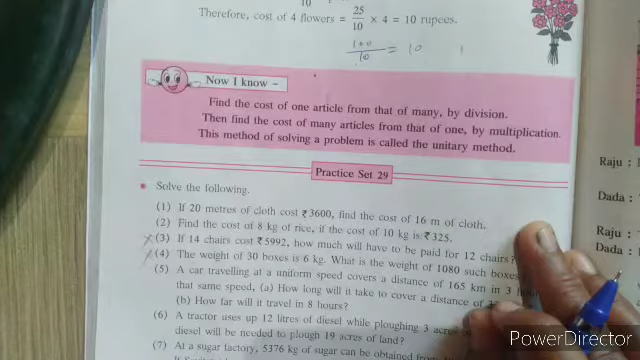 10
Therefore, cost of 4 flowers = 25/10 × 4 = 10 rupees.
100/10 = 10
Now I know –
Find the cost of one article from that of many, by division.
Then find the cost of many articles from that of one, by multiplication.
This method of solving a problem is called the unitary method.
Practice Set 29
Solve the following.
(1) If 20 metres of cloth cost ₹3600, find the cost of 16 m of cloth.
(2) Find the cost of 8 kg of rice, if the cost of 10 kg is ₹325.
(3) If 14 chairs cost ₹5992, how much will have to be paid for 12 chairs?
(4) The weight of 30 boxes is 6 kg. What is the weight of 1080 such boxes
(5) A car travelling at a uniform speed covers a distance of 165 km in 3
that same speed, (a) How long will it take to cover a distance of
(b) How far will it travel in 8 hours?
(6) A tractor uses up 12 litres of diesel while ploughing 3 acres
diesel will be needed to plough 19 acres of land?
(7) At a sugar factory, 5376 kg of sugar can be obtained from
Raju :
Dada :
Raju :
Dada :
PowerDirector